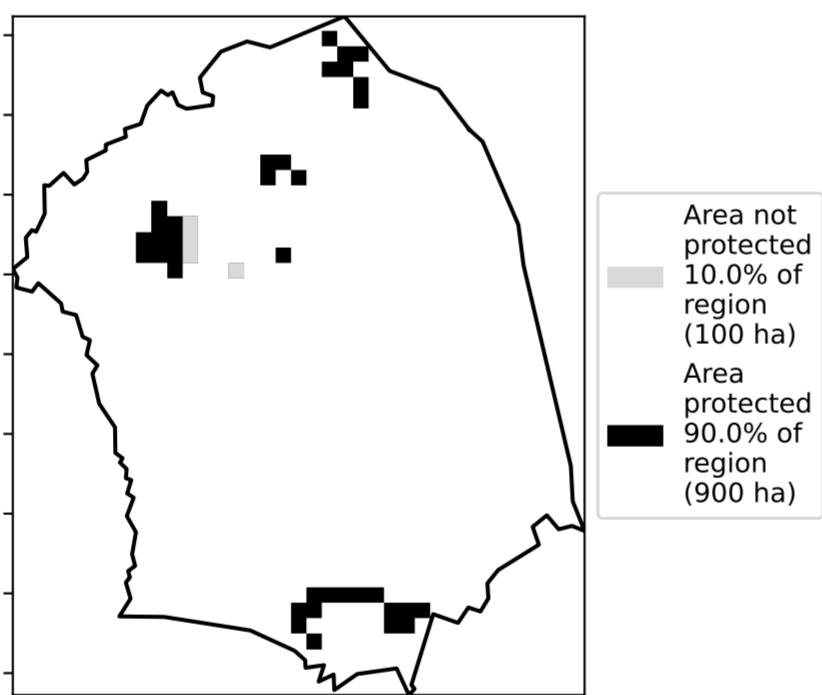 Area not
protected
10.0% of
region
(100 ha)
Area
protected
90.0% of
region
(900 ha)